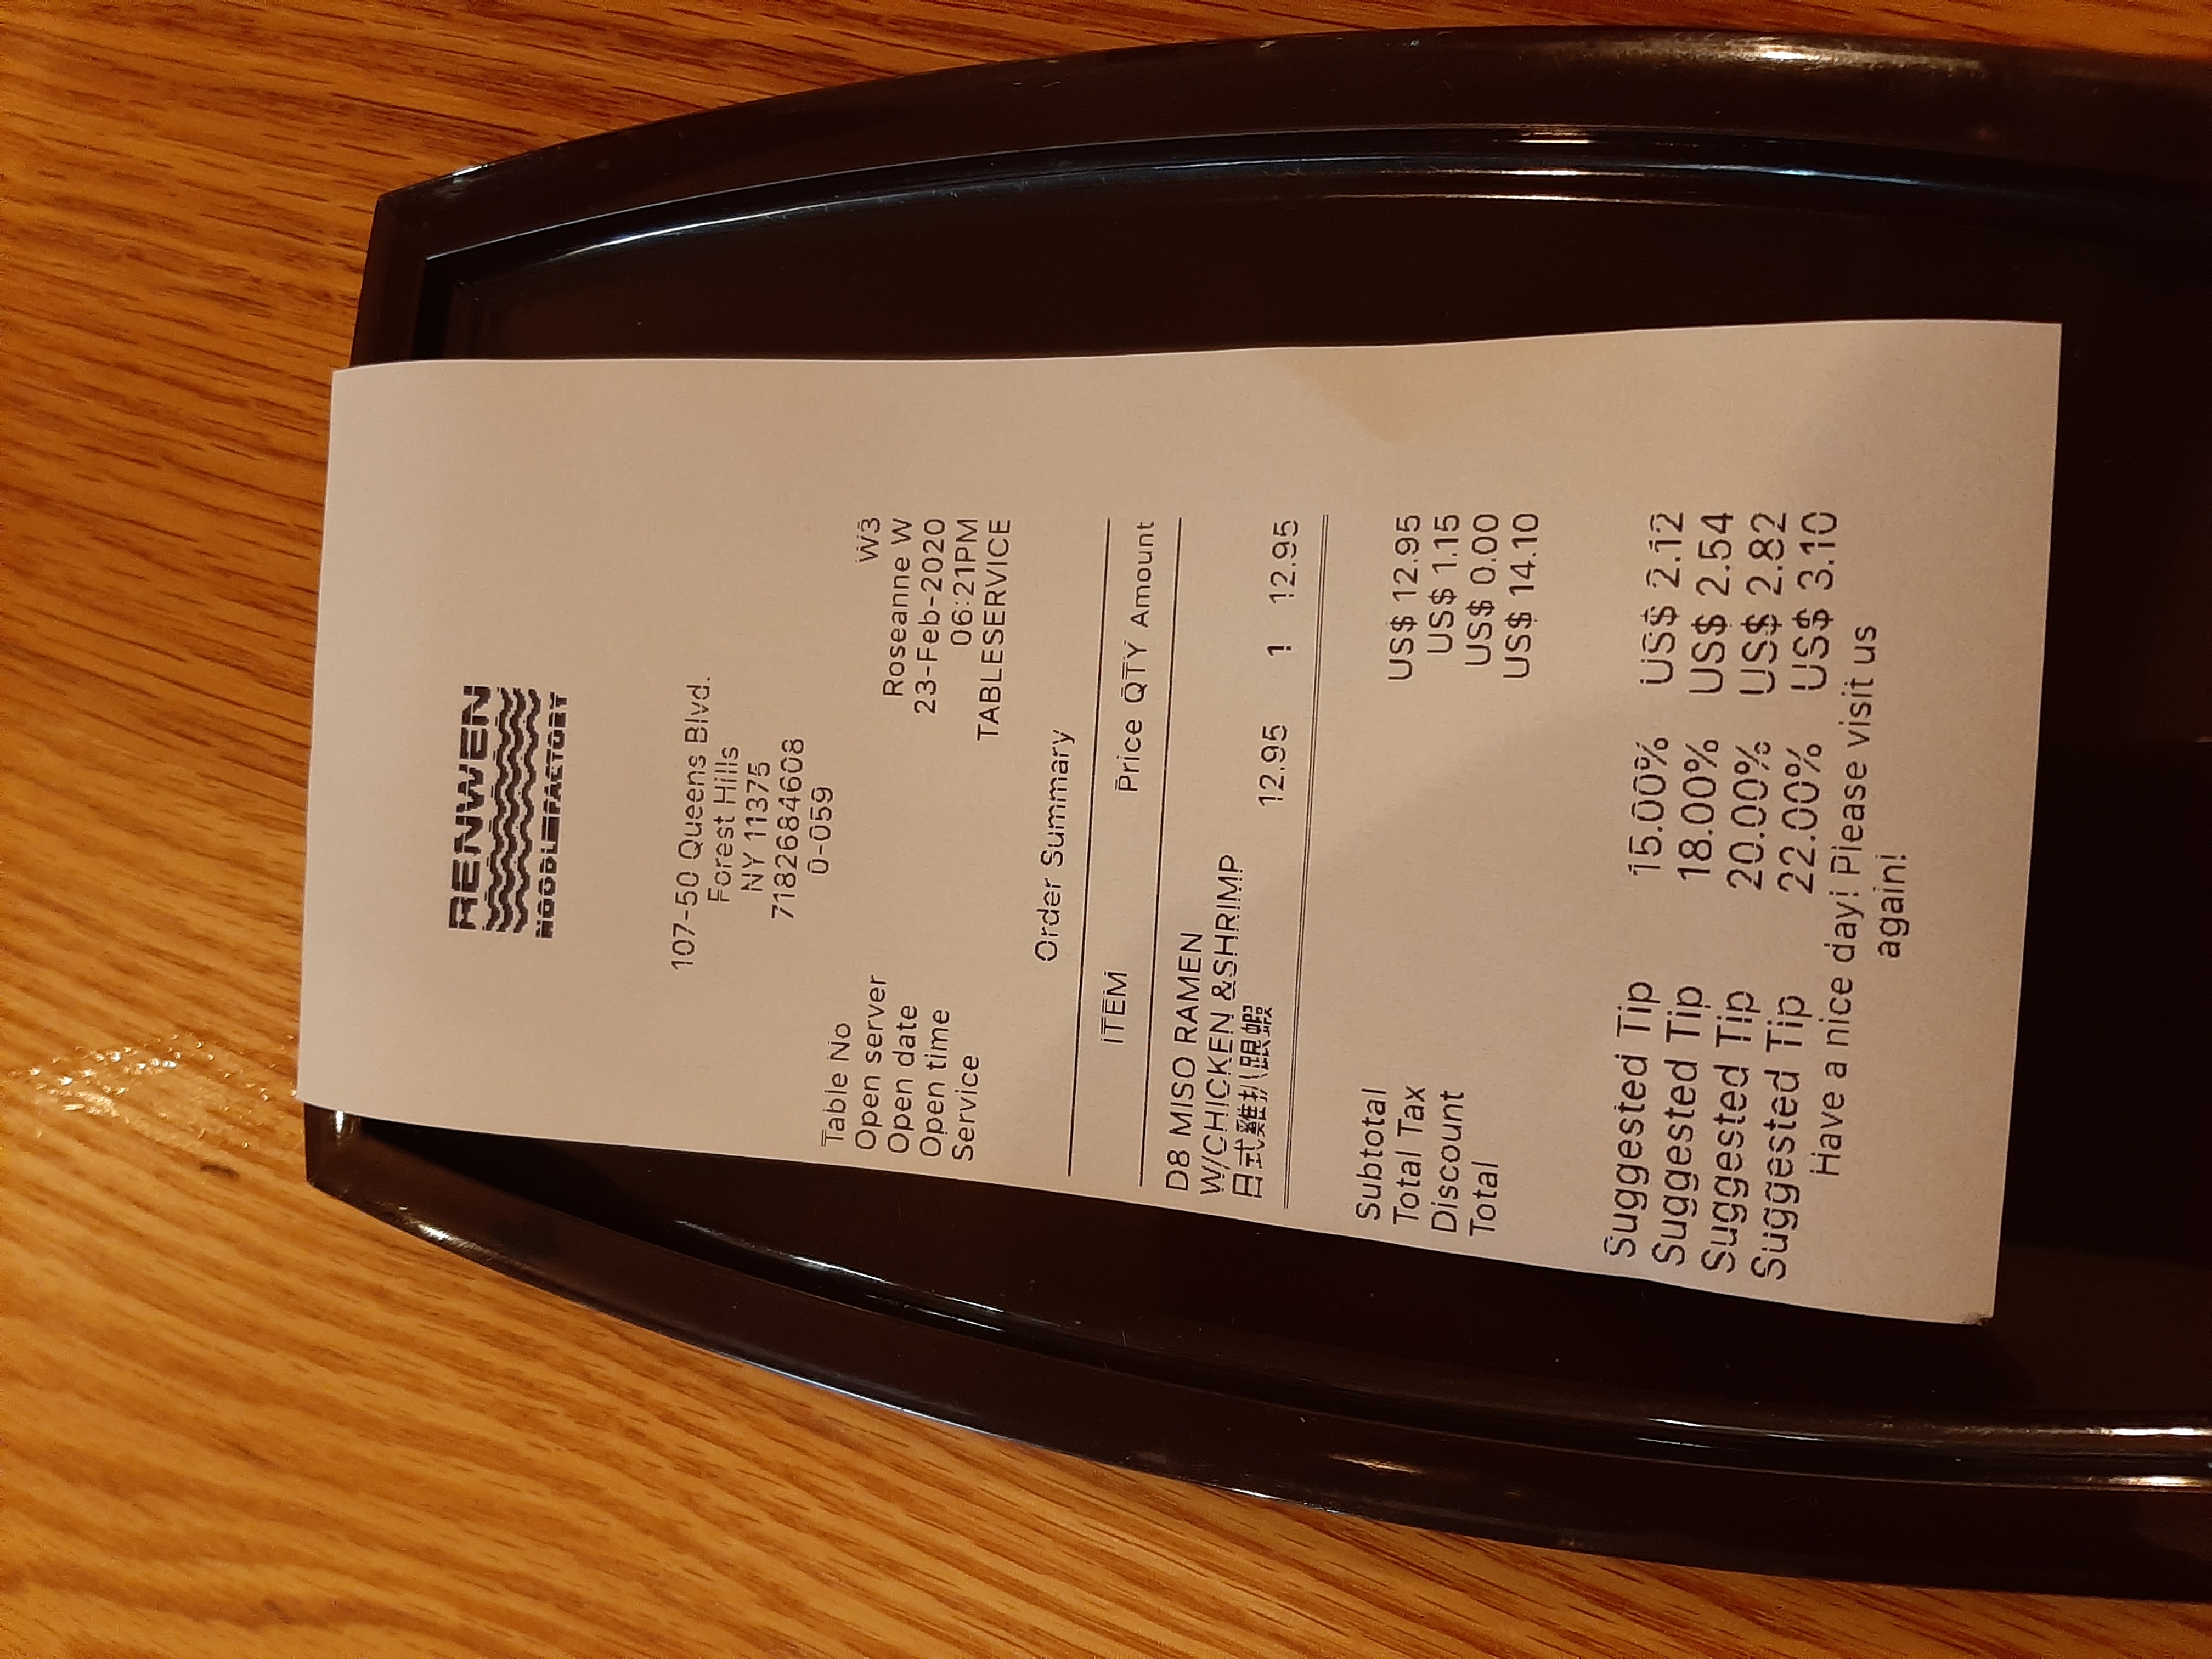 RENWEN
NOODLEFACTORY
107-50 Queens Blvd.
Forest Hills
NY 11375
7182684608
0-059
Table No W3
Open server Roseanne W
Open date 23-Feb-2020
Open time 06:21PM
Service TABLESERVICE
Order Summary
ITEM Price QTY Amount
D8 MISO RAMEN
W/CHICKEN &SHRIMP
日式雞扒跟蝦 12.95 1 12.95
Subtotal US$ 12.95
Total Tax US$ 1.15
Discount US$ 0.00
Total US$ 14.10
Suggested Tip 15.00% US$ 2.12
Suggested Tip 18.00% US$ 2.54
Suggested Tip 20.00% US$ 2.82
Suggested Tip 22.00% US$ 3.10
Have a nice day! Please visit us
again!